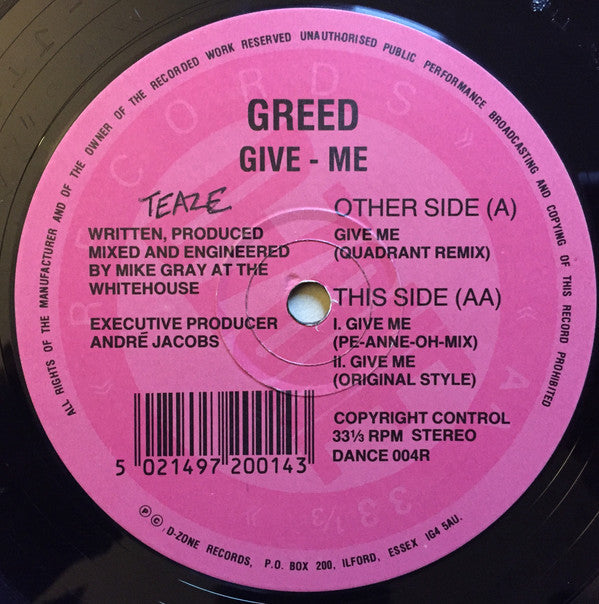 ALL RIGHTS OF THE MANUFACTURER AND OF THE OWNER OF THE RECORDED WORK RESERVED UNAUTHORISED PUBLIC PERFORMANCE BROADCASTING AND COPYING OF THIS RECORD PROHIBITED
RECORDS
GREED
GIVE - ME
TEAZE
WRITTEN, PRODUCED
MIXED AND ENGINEERED
BY MIKE GRAY AT THE
WHITEHOUSE
EXECUTIVE PRODUCER
ANDRÉ JACOBS
OTHER SIDE (A)
GIVE ME
(QUADRANT REMIX)
THIS SIDE (AA)
I. GIVE ME
(PE-ANNE-OH-MIX)
II. GIVE ME
(ORIGINAL STYLE)
COPYRIGHT CONTROL
33⅓ RPM STEREO
DANCE 004R
5 021497 200143
33⅓
AA
Ⓟ©, D-ZONE RECORDS, P.O. BOX 200, ILFORD, ESSEX IG4 5AU.